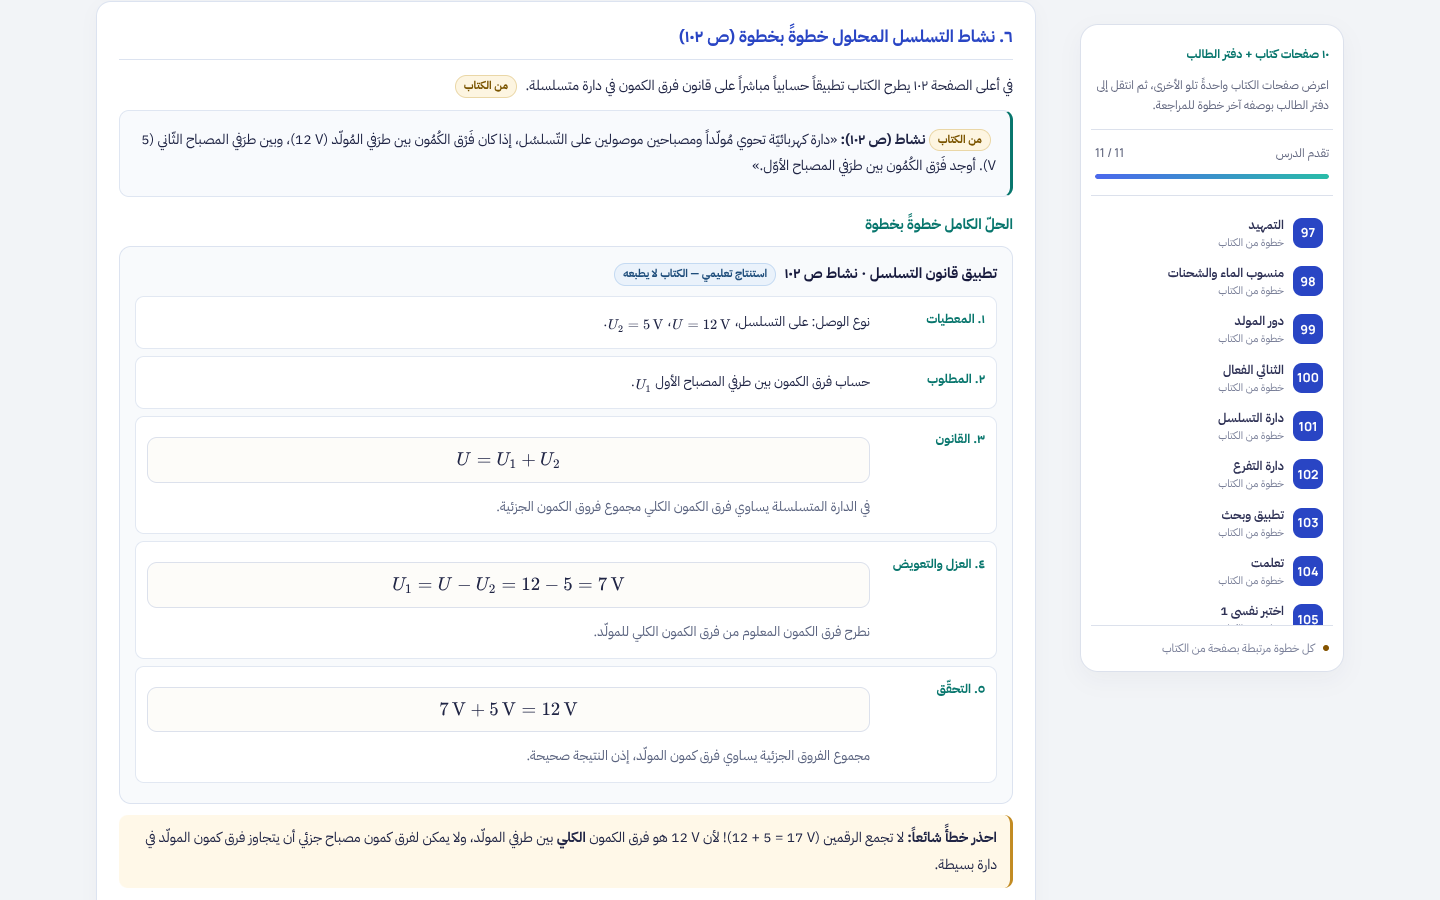 ٦. نشاط التسلسل المحلول خطوةً بخطوة (ص ١٠٢)
في أعلى الصفحة ١٠٢ يطرح الكتاب تطبيقاً حسابياً مباشراً على قانون فرق الكمون في دارة متسلسلة. من الكتاب
من الكتاب نشاط (ص ١٠٢): «دارة كهربائيّة تحوي مُولّداً ومصباحين موصولين على التّسلسُل، إذا كان فَرْق الكُمُون بين طرَفي المُولّد (12 V)، وبين طرَفي المصباح الثّاني (5
V). أوجد فَرْق الكُمُون بين طرَفي المصباح الأوّل.»
الحلّ الكامل خطوةً بخطوة
تطبيق قانون التسلسل · نشاط ص ١٠٢ استنتاج تعليمي — الكتاب لا يطبعه
١. المعطيات
نوع الوصل: على التسلسل، U = 12 V، U₂ = 5 V.
٢. المطلوب
حساب فرق الكمون بين طرفي المصباح الأول U₁.
٣. القانون
U = U₁ + U₂
في الدارة المتسلسلة يساوي فرق الكمون الكلي مجموع فروق الكمون الجزئية.
٤. العزل والتعويض
U₁ = U − U₂ = 12 − 5 = 7 V
نطرح فرق الكمون المعلوم من فرق الكمون الكلي للمولّد.
٥. التحقّق
7 V + 5 V = 12 V
مجموع الفروق الجزئية يساوي فرق كمون المولّد، إذن النتيجة صحيحة.
احذر خطأً شائعاً: لا تجمع الرقمين (12 + 5 = 17 V)! لأن 12 V هو فرق الكمون الكلي بين طرفي المولّد، ولا يمكن لفرق كمون مصباح جزئي أن يتجاوز فرق كمون المولّد في
دارة بسيطة.
١٠ صفحات كتاب + دفتر الطالب
اعرض صفحات الكتاب واحدةً تلو الأخرى، ثم انتقل إلى
دفتر الطالب بوصفه آخر خطوة للمراجعة.
تقدم الدرس 11 / 11
97 التمهيد
خطوة من الكتاب
98 منسوب الماء والشحنات
خطوة من الكتاب
99 دور المولد
خطوة من الكتاب
100 الثنائي الفعال
خطوة من الكتاب
101 دارة التسلسل
خطوة من الكتاب
102 دارة التفرع
خطوة من الكتاب
103 تطبيق وبحث
خطوة من الكتاب
104 تعلمت
خطوة من الكتاب
105 اختبر نفسي 1
كل خطوة مرتبطة بصفحة من الكتاب